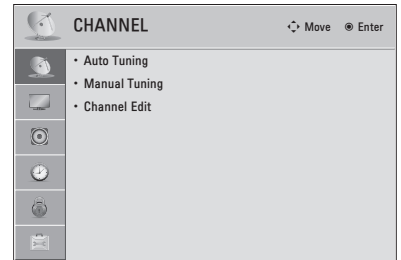 CHANNEL
Move Enter
• Auto Tuning
• Manual Tuning
• Channel Edit